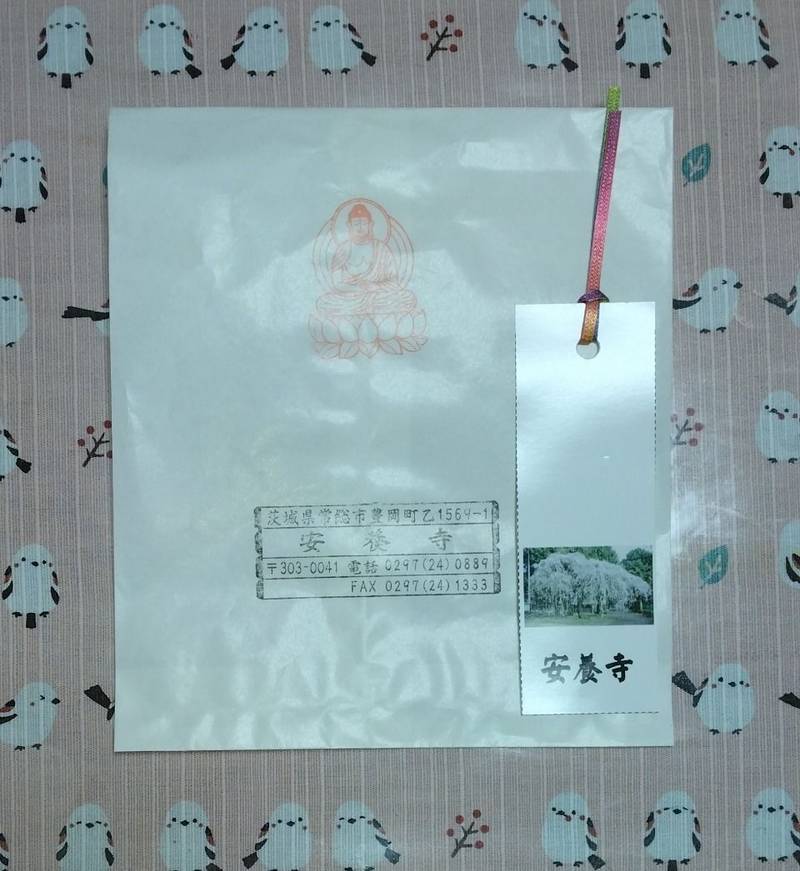 茨城県常総市豊岡町乙1569-1
安養寺
〒303-0041 電話 0297(24)0889
FAX 0297(24)1333
安養寺